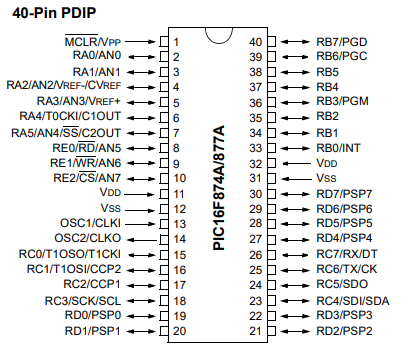 40-Pin PDIP
MCLR/VPP 1 40 RB7/PGD
RA0/AN0 2 39 RB6/PGC
RA1/AN1 3 38 RB5
RA2/AN2/VREF-/CVREF 4 37 RB4
RA3/AN3/VREF+ 5 36 RB3/PGM
RA4/T0CKI/C1OUT 6 35 RB2
RA5/AN4/SS/C2OUT 7 34 RB1
RE0/RD/AN5 8 33 RB0/INT
RE1/WR/AN6 9 32 VDD
RE2/CS/AN7 10 31 VSS
VDD 11 30 RD7/PSP7
VSS 12 29 RD6/PSP6
OSC1/CLKI 13 28 RD5/PSP5
OSC2/CLKO 14 27 RD4/PSP4
RC0/T1OSO/T1CKI 15 26 RC7/RX/DT
RC1/T1OSI/CCP2 16 25 RC6/TX/CK
RC2/CCP1 17 24 RC5/SDO
RC3/SCK/SCL 18 23 RC4/SDI/SDA
RD0/PSP0 19 22 RD3/PSP3
RD1/PSP1 20 21 RD2/PSP2
PIC16F874A/877A